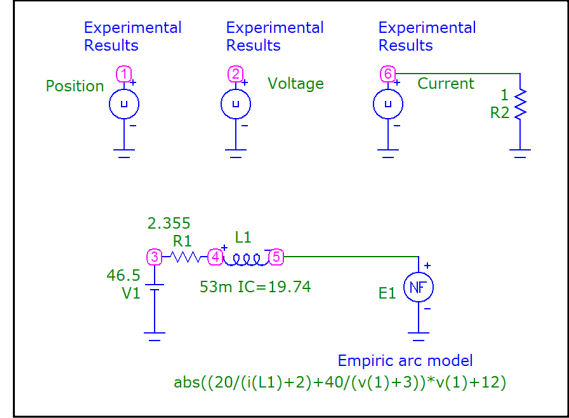 Experimental Results
Experimental Results
Experimental Results
1
2
6
Position
Voltage
Current
+
+
+
u
u
u
1
R2
−
−
−
2.355
R1
L1
3
4
+
−
5
46.5
V1
53m IC=19.74
+
E1
NF
−
Empiric arc model
abs((20/(i(L1)+2)+40/(v(1)+3))*v(1)+12)